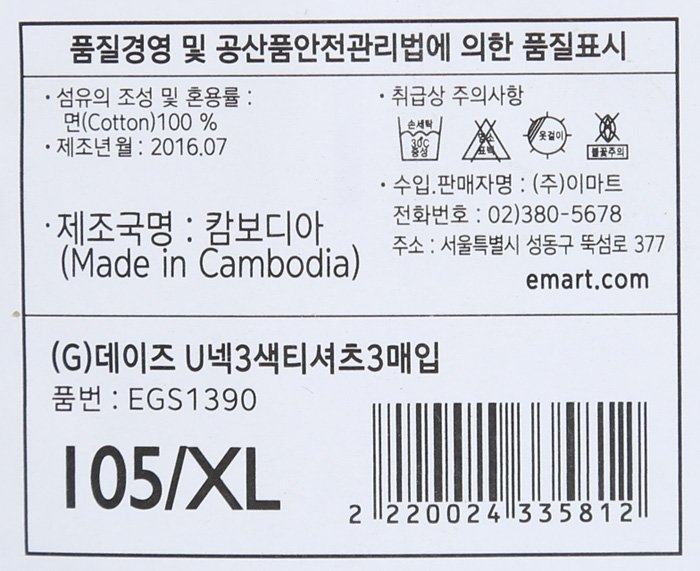 품질경영 및 공산품안전관리법에 의한 품질표시
· 섬유의 조성 및 혼용률 :
면(Cotton)100 %
· 제조년월 : 2016.07
· 제조국명 : 캄보디아
(Made in Cambodia)
· 취급상 주의사항
손세탁
30℃
중성
염소
표백
옷걸이
불꽃주의
· 수입.판매자명 : (주)이마트
전화번호 : 02)380-5678
주소 : 서울특별시 성동구 뚝섬로 377
emart.com
(G)데이즈 U넥3색티셔츠3매입
품번 : EGS1390
105/XL
2 220024 335812